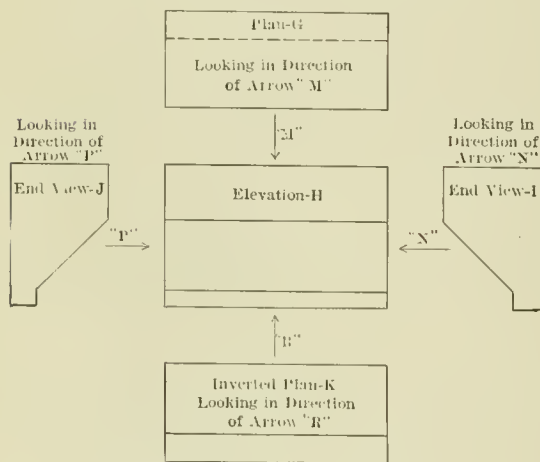 Plan-G
Looking in Direction
of Arrow "M"
"M"
Looking in
Direction of
Arrow "P"
End View-J
"P"
Elevation-H
Looking in
Direction of
Arrow "N"
End View-I
"N"
"R"
Inverted Plan-K
Looking in Direction
of Arrow "R"